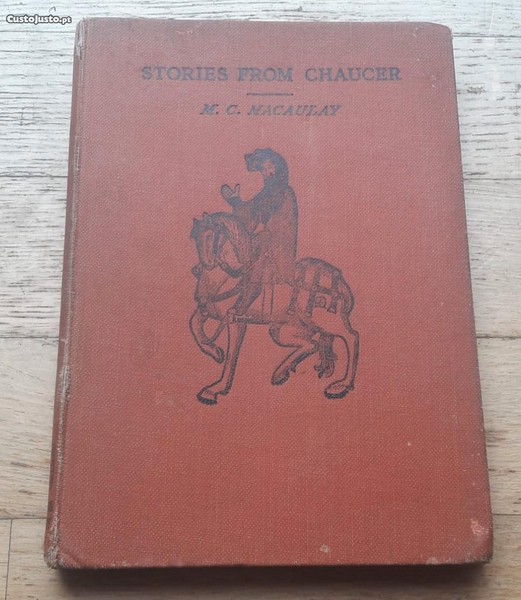 CustoJusto.pt
STORIES FROM CHAUCER
M. C. MACAULAY